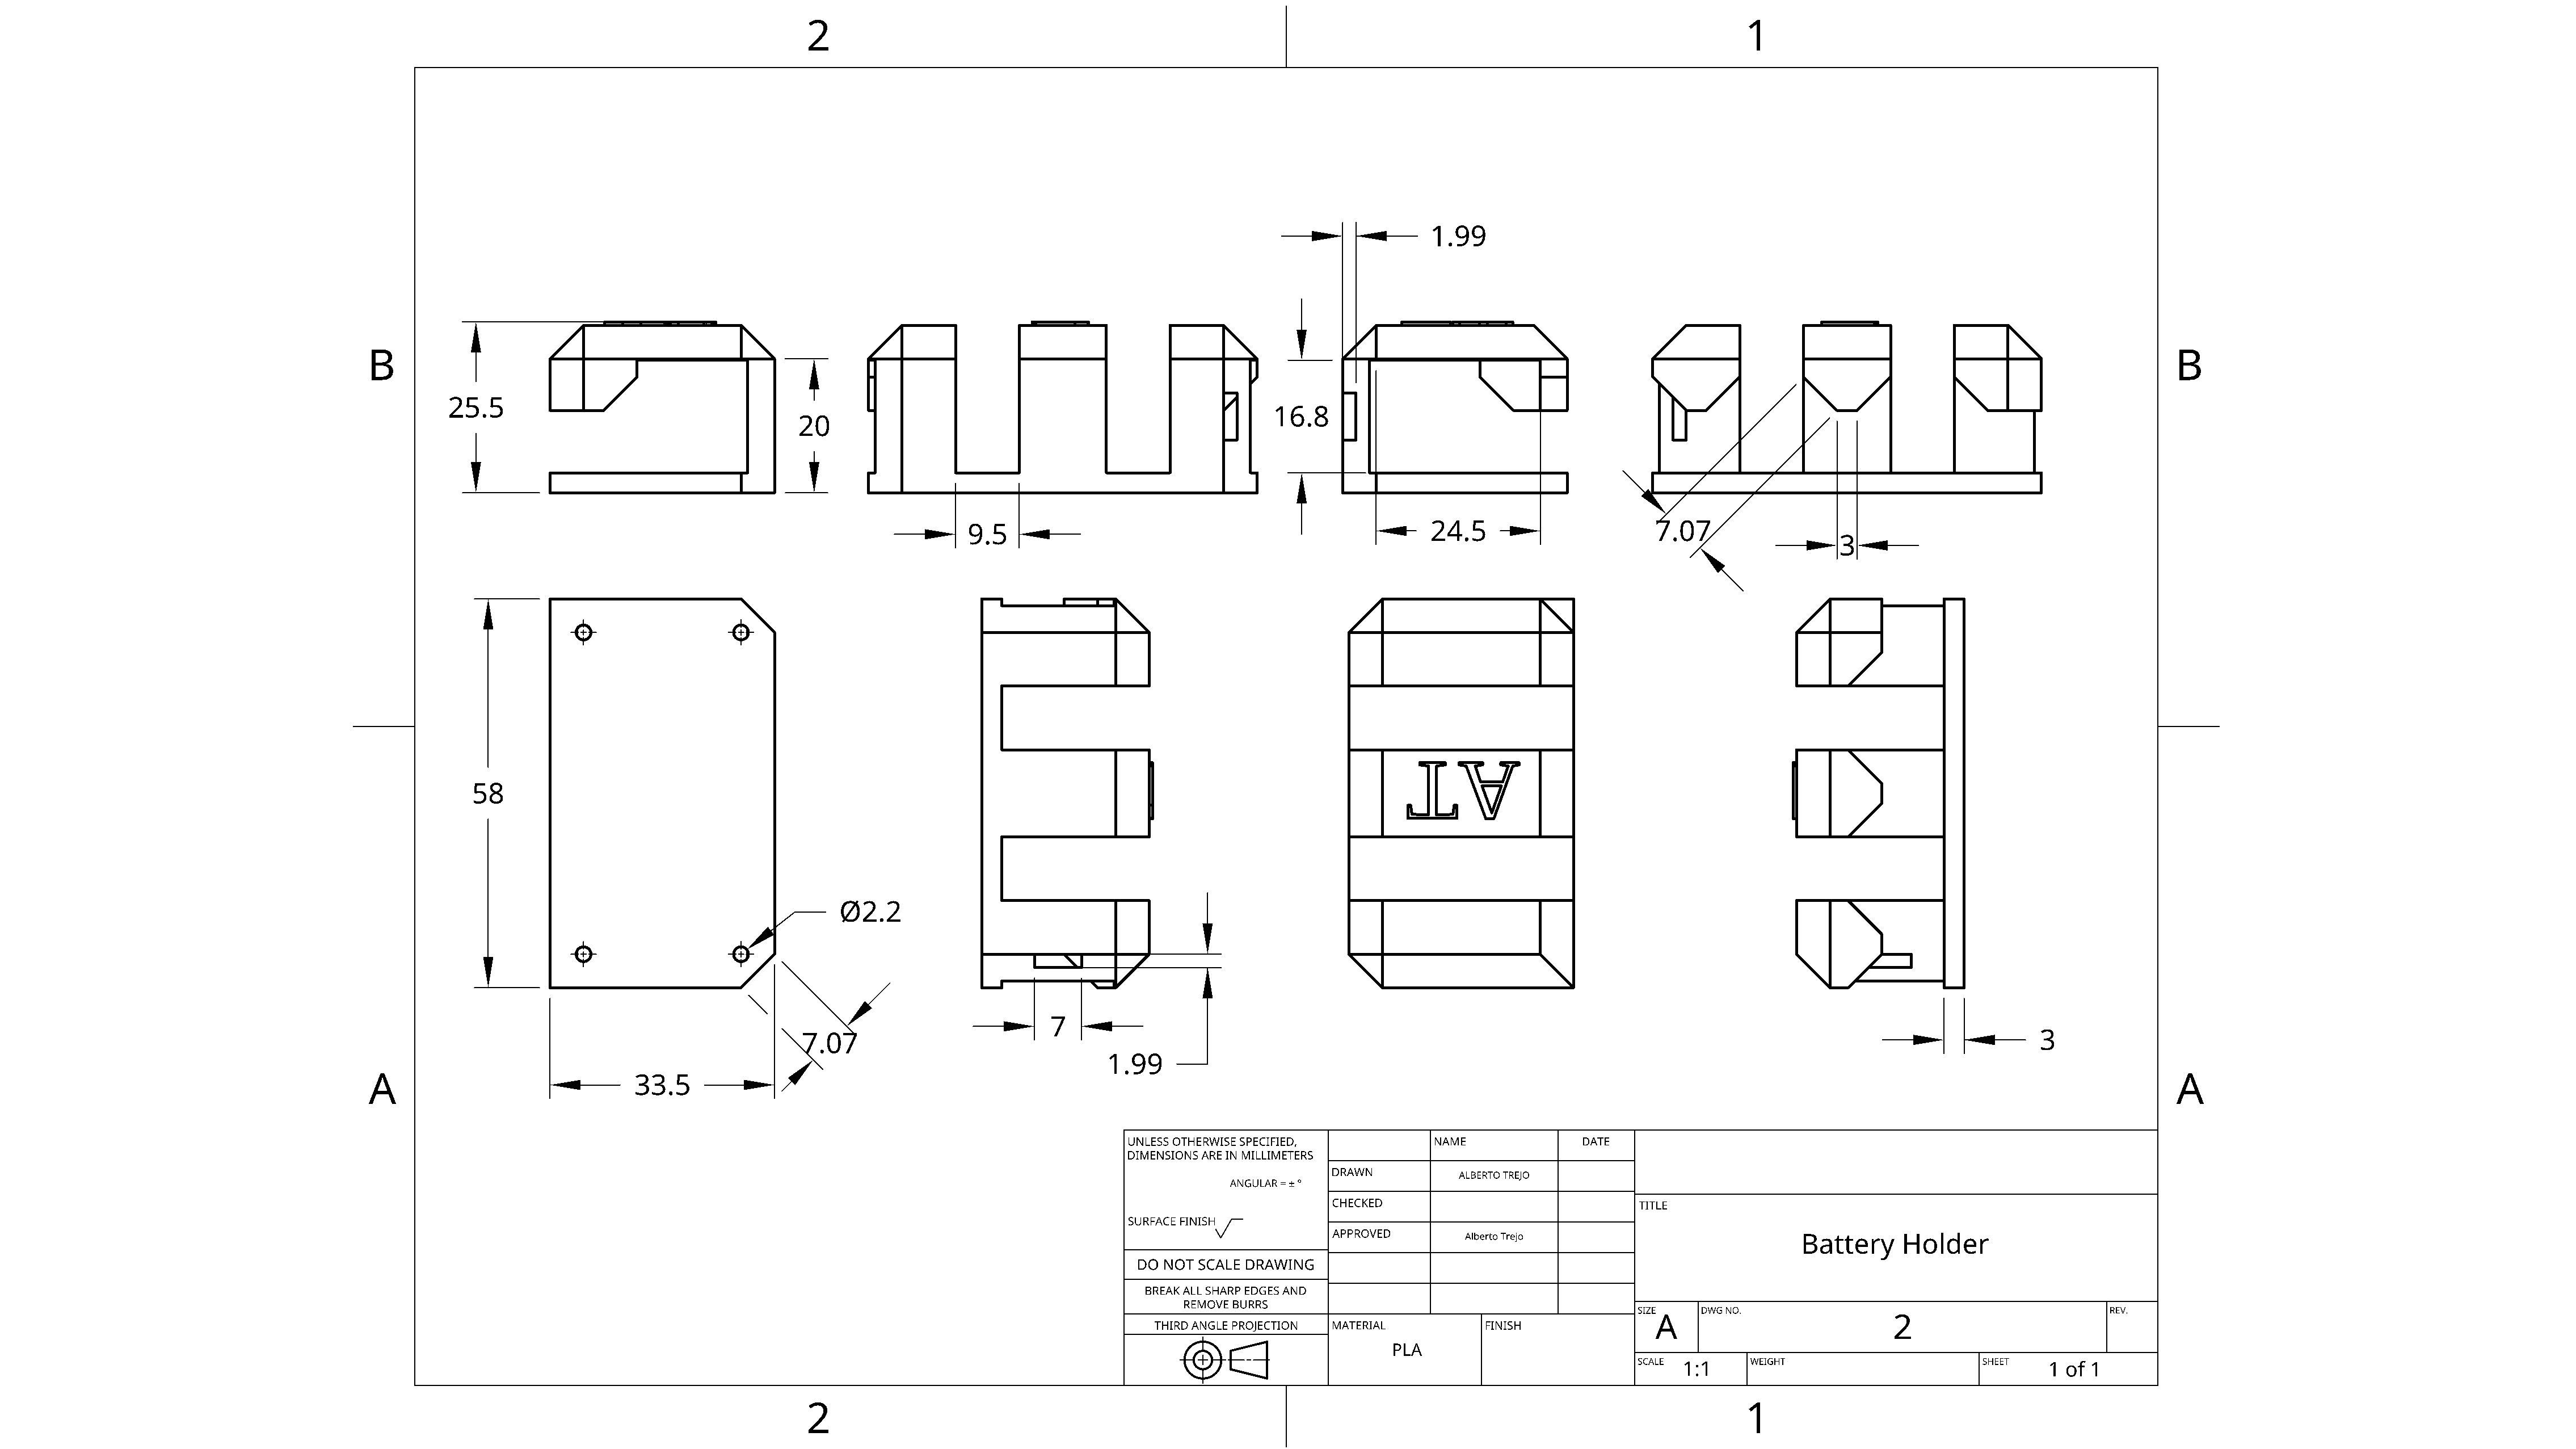 2 1
1.99
B B
25.5
20
16.8
9.5
24.5
7.07
3
AT
58
Ø2.2
7
7.07
1.99
3
33.5
A A
UNLESS OTHERWISE SPECIFIED,
DIMENSIONS ARE IN MILLIMETERS
ANGULAR = ± °
SURFACE FINISH
DO NOT SCALE DRAWING
BREAK ALL SHARP EDGES AND
REMOVE BURRS
THIRD ANGLE PROJECTION
NAME DATE
DRAWN ALBERTO TREJO
CHECKED
APPROVED Alberto Trejo
MATERIAL
PLA
FINISH
TITLE
Battery Holder
SIZE
A
DWG NO.
2
REV.
SCALE 1:1
WEIGHT
SHEET 1 of 1
2 1